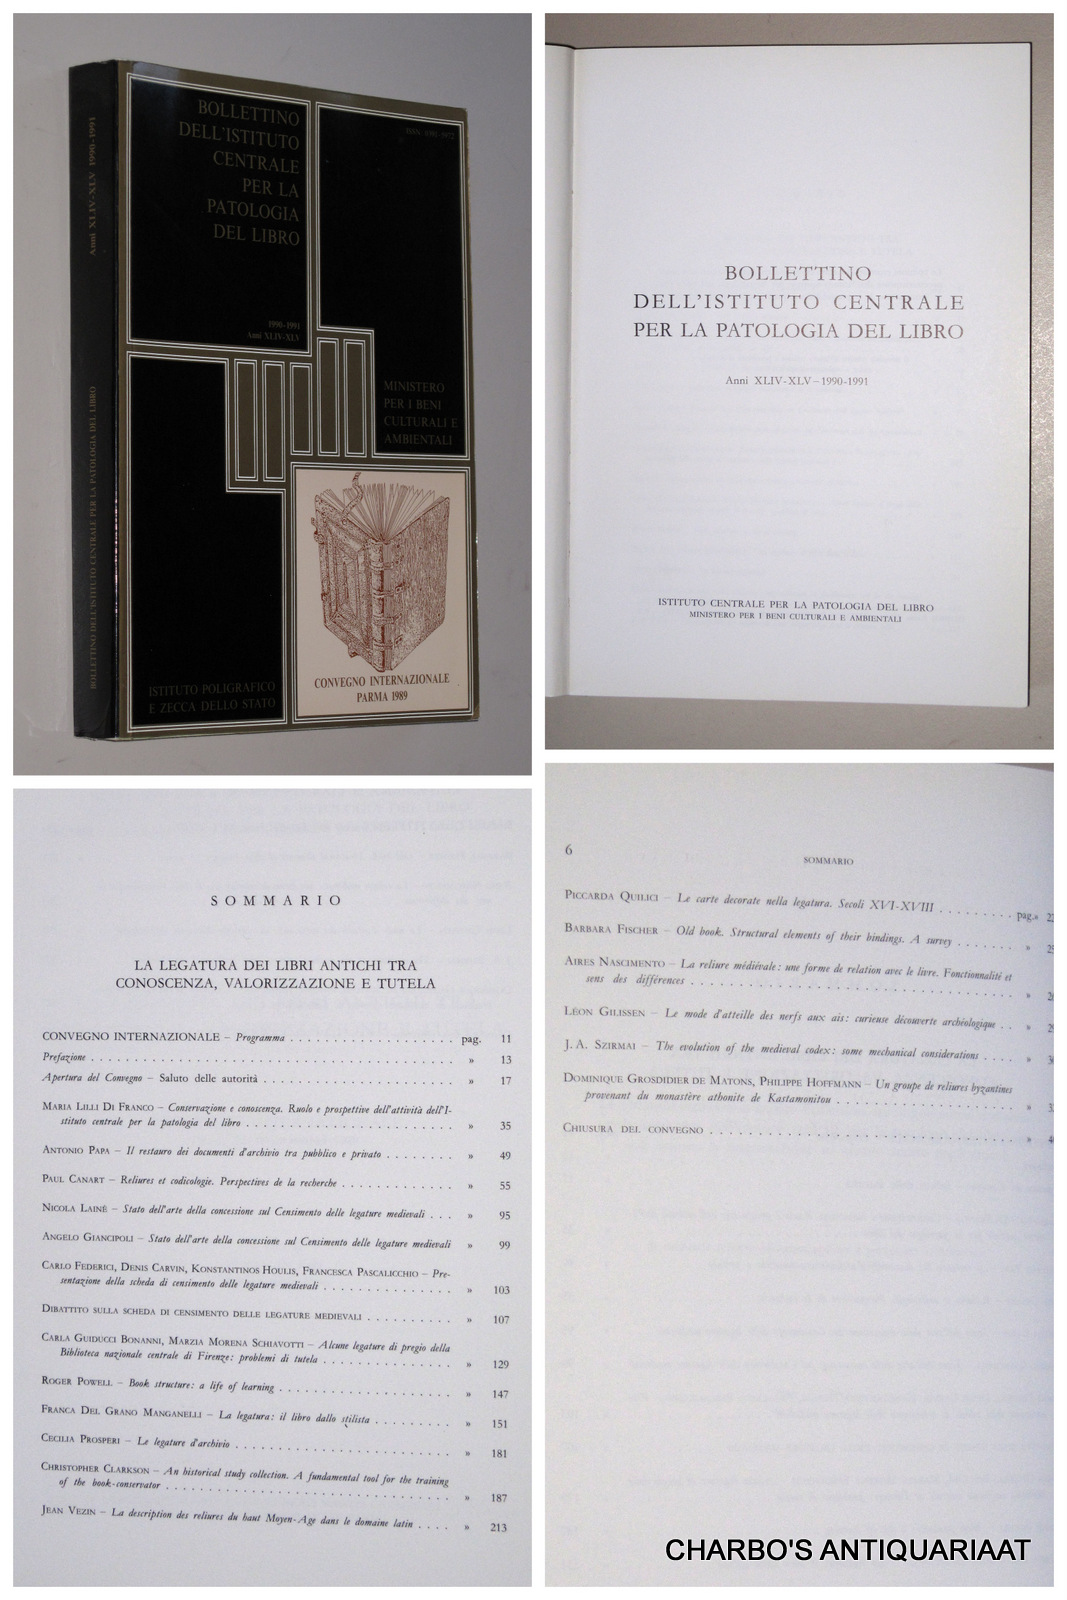 BOLLETTINO
DELL'ISTITUTO
CENTRALE
PER LA
PATOLOGIA
DEL LIBRO
1990-1991
Anni XLIV-XLV
MINISTERO
PER I BENI
CULTURALI E
AMBIENTALI
CONVEGNO INTERNAZIONALE
PARMA 1989
ISTITUTO POLIGRAFICO
E ZECCA DELLO STATO
Anni XLIV-XLV 1990-1991
BOLLETTINO DELL'ISTITUTO CENTRALE PER LA PATOLOGIA DEL LIBRO
BOLLETTINO
DELL'ISTITUTO CENTRALE
PER LA PATOLOGIA DEL LIBRO
Anni XLIV-XLV – 1990-1991
ISTITUTO CENTRALE PER LA PATOLOGIA DEL LIBRO
MINISTERO PER I BENI CULTURALI E AMBIENTALI
SOMMARIO
LA LEGATURA DEI LIBRI ANTICHI TRA
CONOSCENZA, VALORIZZAZIONE E TUTELA
CONVEGNO INTERNAZIONALE – Programma . . . . . . . . . . . . . . . . . . . pag. 11
Prefazione . . . . . . . . . . . . . . . . . . . . . . . . . . . . . . . » 13
Apertura del Convegno – Saluto delle autorità . . . . . . . . . . . . . . . . » 17
MARIA LILLI DI FRANCO – Conservazione e conoscenza. Ruolo e prospettive dell'attività dell'I-
stituto centrale per la patologia del libro . . . . . . . . . . . . . . . . . » 35
ANTONIO PAPA – Il restauro dei documenti d'archivio tra pubblico e privato . . . . . . . . » 49
PAUL CANART – Reliures et codicologie. Perspectives de la recherche . . . . . . . . . . . . » 55
NICOLA LAINÈ – Stato dell'arte della concessione sul Censimento delle legature medievali . . . » 95
ANGELO GIANCIPOLI – Stato dell'arte della concessione sul Censimento delle legature medievali » 99
CARLO FEDERICI, DENIS CARVIN, KONSTANTINOS HOULIS, FRANCESCA PASCALICCHIO – Pre-
sentazione della scheda di censimento delle legature medievali . . . . . . . . . . . . » 103
DIBATTITO SULLA SCHEDA DI CENSIMENTO DELLE LEGATURE MEDIEVALI . . . . . . . . . . » 107
CARLA GUIDUCCI BONANNI, MARZIA MORENA SCHIAVOTTI – Alcune legature di pregio della
Biblioteca nazionale centrale di Firenze: problemi di tutela . . . . . . . . . . . . » 129
ROGER POWELL – Book structure: a life of learning . . . . . . . . . . . . . . . . » 147
FRANCA DEL GRANO MANGANELLI – La legatura: il libro dallo stilista . . . . . . . . . » 151
CECILIA PROSPERI – Le legature d'archivio . . . . . . . . . . . . . . . . . . . » 181
CHRISTOPHER CLARKSON – An historical study collection. A fundamental tool for the training
of the book-conservator . . . . . . . . . . . . . . . . . . . . . . . . . » 187
JEAN VEZIN – La description des reliures du haut Moyen-Age dans le domaine latin . . . . » 213
6
SOMMARIO
PICCARDA QUILICI – Le carte decorate nella legatura. Secoli XVI-XVIII . . . . . . . . . pag.»
BARBARA FISCHER – Old book. Structural elements of their bindings. A survey . . . . . . . »
AIRES NASCIMENTO – La reliure médiévale: une forme de relation avec le livre. Fonctionnalité et
sens des différences . . . . . . . . . . . . . . . . . . . . . . . . . . »
LÉON GILISSEN – Le mode d'atteille des nerfs aux ais: curieuse découverte archéologique . . »
J. A. SZIRMAI – The evolution of the medieval codex: some mechanical considerations . . . . . »
DOMINIQUE GROSDIDIER DE MATONS, PHILIPPE HOFFMANN – Un groupe de reliures byzantines
provenant du monastère athonite de Kastamonitou . . . . . . . . . . . . . . . . »
CHIUSURA DEL CONVEGNO . . . . . . . . . . . . . . . . . . . . . . . . . »
CHARBO'S ANTIQUARIAAT